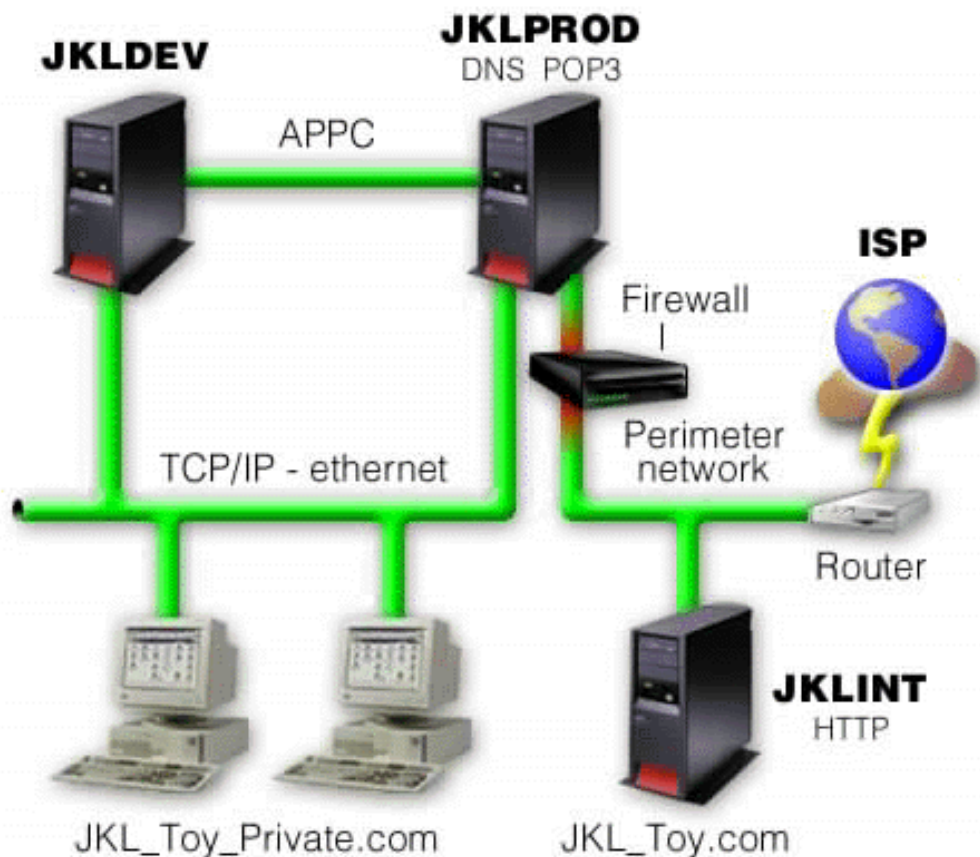 JKLDEV
JKLPROD
DNS POP3
APPC
ISP
Firewall
Perimeter
network
TCP/IP - ethernet
Router
JKLINT
HTTP
JKL_Toy_Private.com
JKL_Toy.com